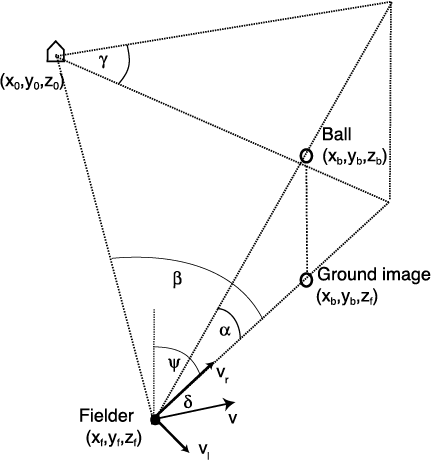 γ
(x₀,y₀,z₀)
Ball
(x_b,y_b,z_b)
β
Ground image
(x_b,y_b,z_f)
α
ψ
v_r
Fielder
δ
(x_f,y_f,z_f)
v
v_l